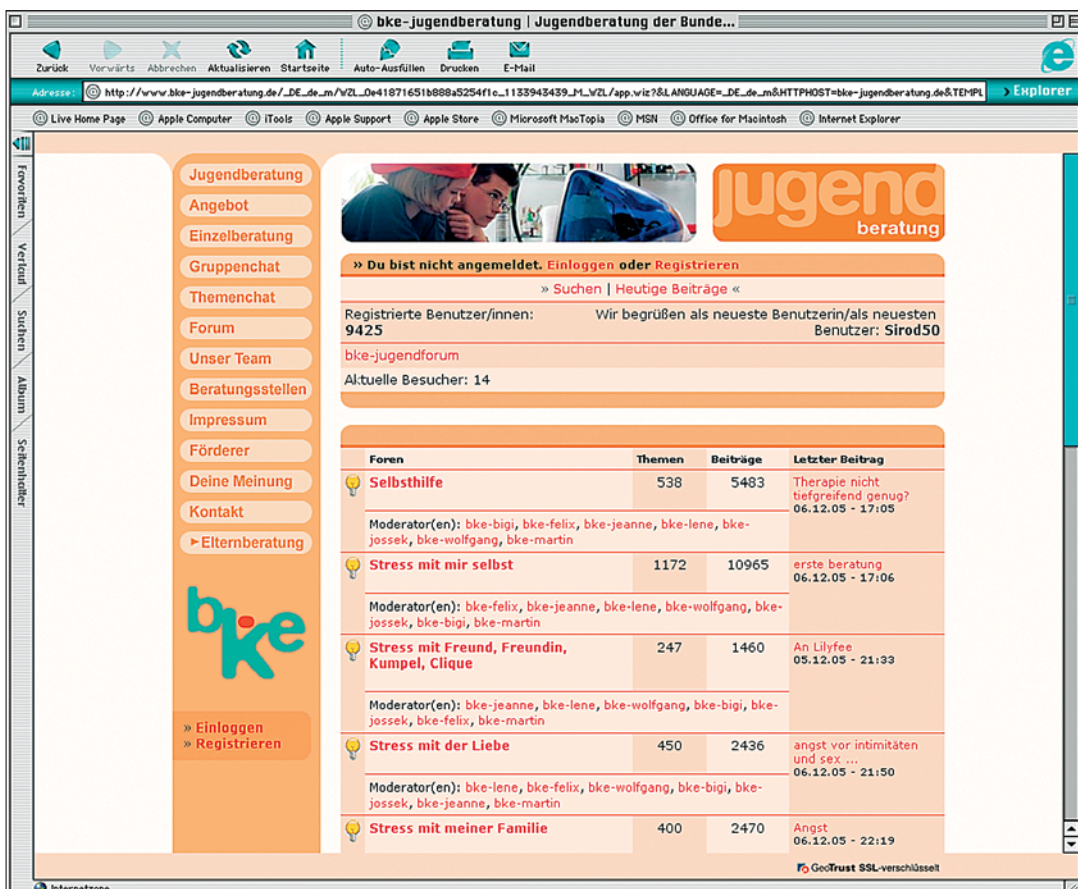 @ bke-jugendberatung | Jugendberatung der Bunde...
Zurück Vorwärts Abbrechen Aktualisieren Startseite Auto-Ausfüllen Drucken E-Mail
Adresse: @ http://www.bke-jugendberatung.de/_DE_de_m/WZL_0e41871651b888a5254f1c_1133943439_M_WZL/app.wiz?&LANGUAGE=_DE_de_m&HTTPHOST=bke-jugendberatung.de&TEMPL › Explorer
@ Live Home Page @ Apple Computer @ iTools @ Apple Support @ Apple Store @ Microsoft MacTopia @ MSN @ Office for Macintosh @ Internet Explorer
Favoriten
Verlauf
Suchen
Album
Seitenhalter
Jugendberatung
Angebot
Einzelberatung
Gruppenchat
Themenchat
Forum
Unser Team
Beratungsstellen
Impressum
Förderer
Deine Meinung
Kontakt
►Elternberatung
bke
» Einloggen
» Registrieren
jugend
beratung
» Du bist nicht angemeldet. Einloggen oder Registrieren
» Suchen | Heutige Beiträge «
Registrierte Benutzer/innen: Wir begrüßen als neueste Benutzerin/als neuesten
9425 Benutzer: Sirod50
bke-jugendforum
Aktuelle Besucher: 14
Foren Themen Beiträge Letzter Beitrag
Selbsthilfe 538 5483 Therapie nicht
tiefgreifend genug?
06.12.05 - 17:05
Moderator(en): bke-bigi, bke-felix, bke-jeanne, bke-lene, bke-
jossek, bke-wolfgang, bke-martin
Stress mit mir selbst 1172 10965 erste beratung
06.12.05 - 17:06
Moderator(en): bke-felix, bke-jeanne, bke-lene, bke-wolfgang, bke-
jossek, bke-bigi, bke-martin
Stress mit Freund, Freundin, 247 1460 An Lilyfee
Kumpel, Clique 05.12.05 - 21:33
Moderator(en): bke-jeanne, bke-lene, bke-wolfgang, bke-bigi, bke-
jossek, bke-felix, bke-martin
Stress mit der Liebe 450 2436 angst vor intimitäten
und sex ...
06.12.05 - 21:50
Moderator(en): bke-lene, bke-felix, bke-wolfgang, bke-bigi, bke-
jossek, bke-jeanne, bke-martin
Stress mit meiner Familie 400 2470 Angst
06.12.05 - 22:19
GeoTrust SSL-verschlüsselt
Internetzone